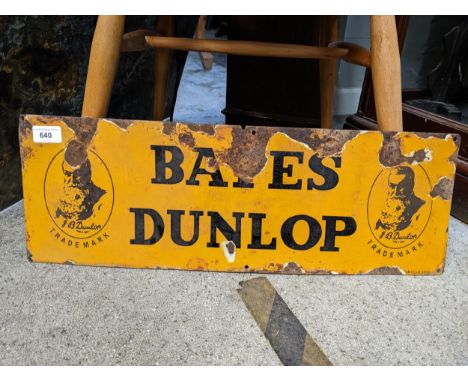 640
BATES
DUNLOP
J B Dunlop
TRADEMARK
J B Dunlop
TRADEMARK